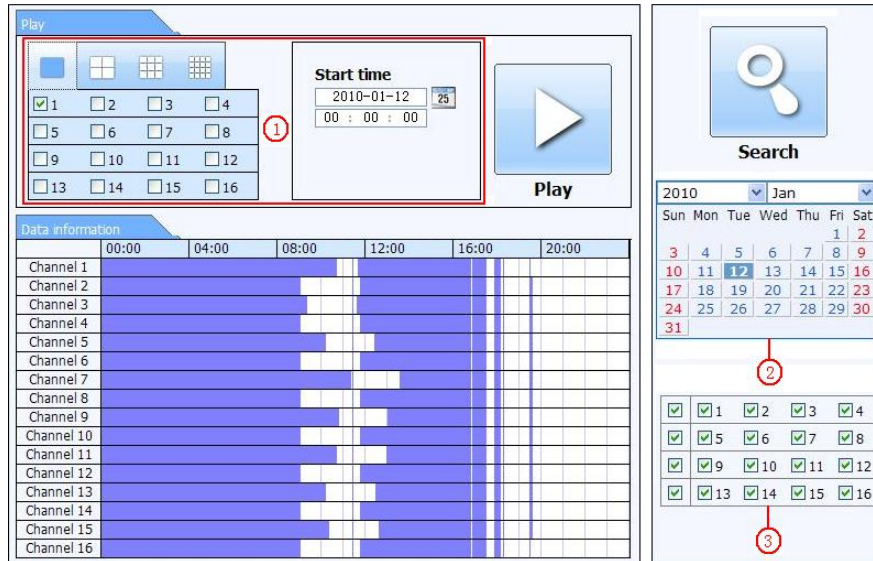 Play
1 2 3 4
5 6 7 8
9 10 11 12
13 14 15 16
1
Start time
2010-01-12 25
00 : 00 : 00
Play
Data information
00:00 04:00 08:00 12:00 16:00 20:00
Channel 1
Channel 2
Channel 3
Channel 4
Channel 5
Channel 6
Channel 7
Channel 8
Channel 9
Channel 10
Channel 11
Channel 12
Channel 13
Channel 14
Channel 15
Channel 16
Search
2010 Jan
Sun Mon Tue Wed Thu Fri Sat
1 2
3 4 5 6 7 8 9
10 11 12 13 14 15 16
17 18 19 20 21 22 23
24 25 26 27 28 29 30
31
2
1 2 3 4
5 6 7 8
9 10 11 12
13 14 15 16
3